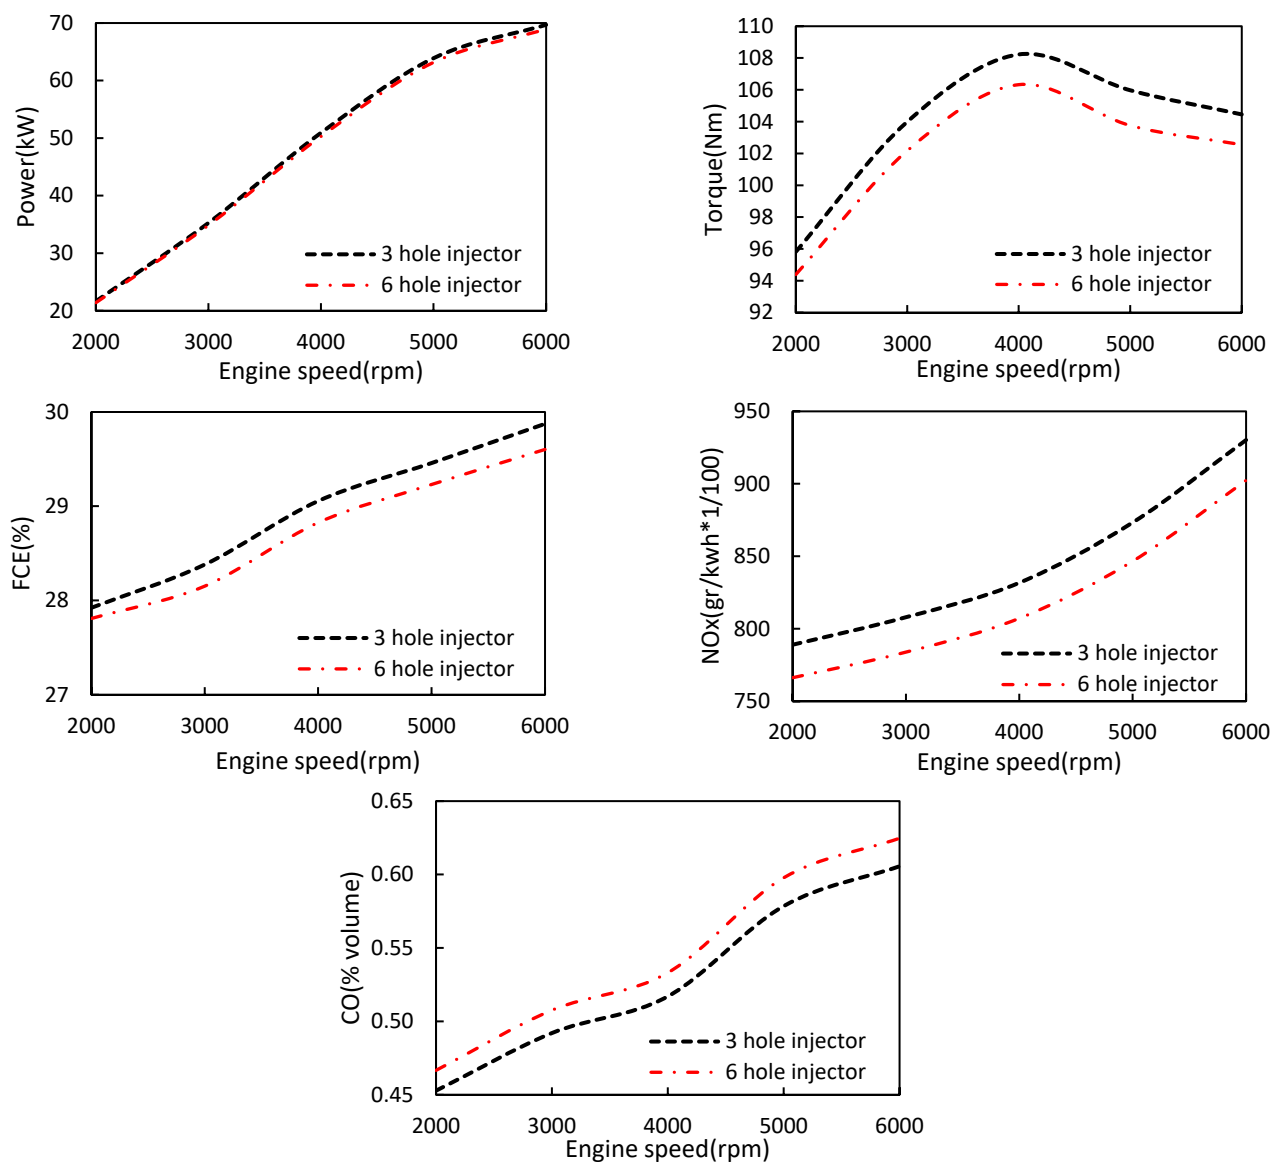 Power(kW)
70
60
50
40
30
20
3 hole injector
6 hole injector
2000 3000 4000 5000 6000
Engine speed(rpm)
Torque(Nm)
110
108
106
104
102
100
98
96
94
92
3 hole injector
6 hole injector
2000 3000 4000 5000 6000
Engine speed(rpm)
FCE(%)
30
29
28
27
3 hole injector
6 hole injector
2000 3000 4000 5000 6000
Engine speed(rpm)
NOx(gr/kwh*1/100)
950
900
850
800
750
3 hole injector
6 hole injector
2000 3000 4000 5000 6000
Engine speed(rpm)
CO(% volume)
0.65
0.60
0.55
0.50
0.45
3 hole injector
6 hole injector
2000 3000 4000 5000 6000
Engine speed(rpm)